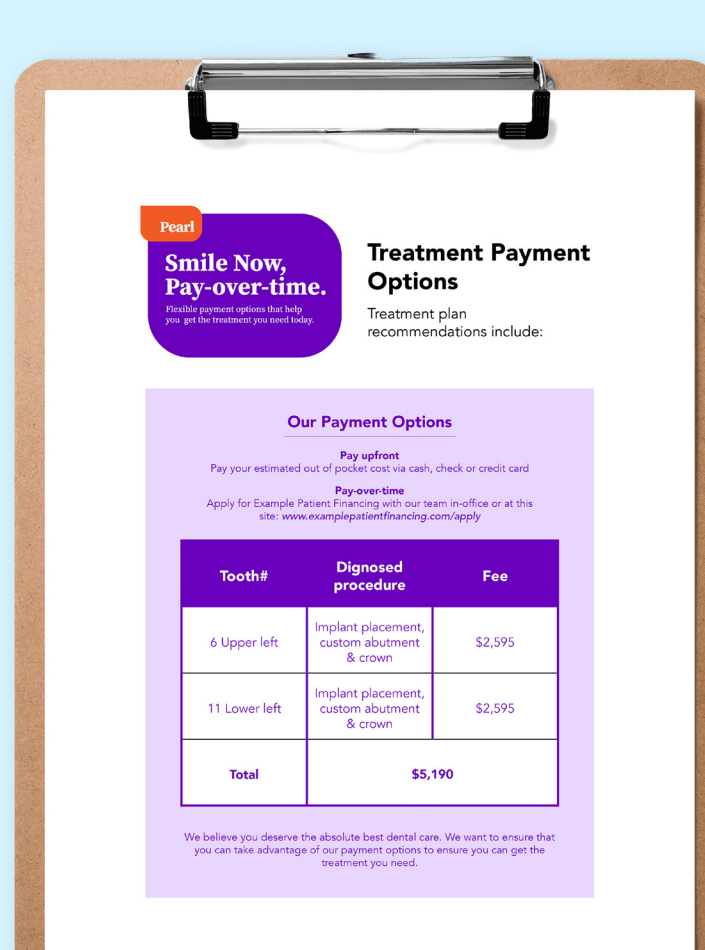 Pearl
Smile Now,
Pay-over-time.
Flexible payment options that help
you get the treatment you need today.
Treatment Payment
Options
Treatment plan
recommendations include:
Our Payment Options
Pay upfront
Pay your estimated out of pocket cost via cash, check or credit card
Pay-over-time
Apply for Example Patient Financing with our team in-office or at this
site: www.examplepatientfinancing.com/apply
Tooth#
Dignosed
procedure
Fee
6 Upper left
Implant placement,
custom abutment
& crown
$2,595
11 Lower left
Implant placement,
custom abutment
& crown
$2,595
Total
$5,190
We believe you deserve the absolute best dental care. We want to ensure that
you can take advantage of our payment options to ensure you can get the
treatment you need.